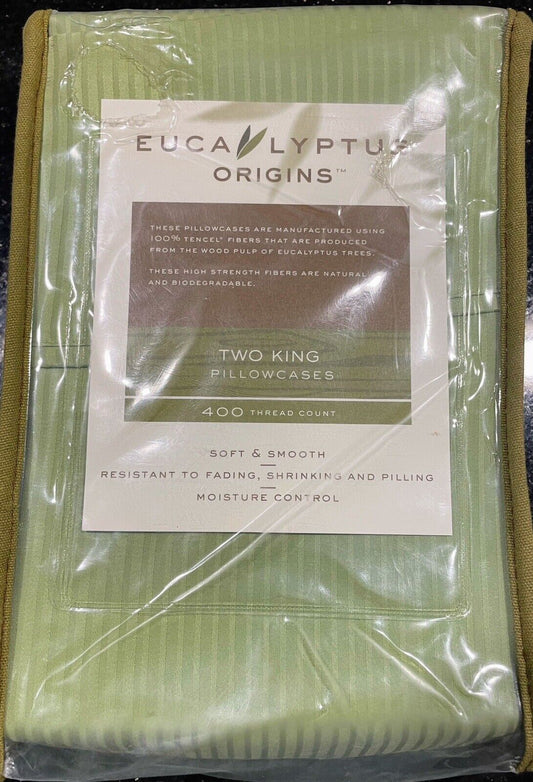 EUCALYPTUS
ORIGINS™
THESE PILLOWCASES ARE MANUFACTURED USING
100% TENCEL® FIBERS THAT ARE PRODUCED
FROM THE WOOD PULP OF EUCALYPTUS TREES.
THESE HIGH STRENGTH FIBERS ARE NATURAL
AND BIODEGRADABLE.
TWO KING
PILLOWCASES
400 THREAD COUNT
SOFT & SMOOTH
RESISTANT TO FADING, SHRINKING AND PILLING
MOISTURE CONTROL